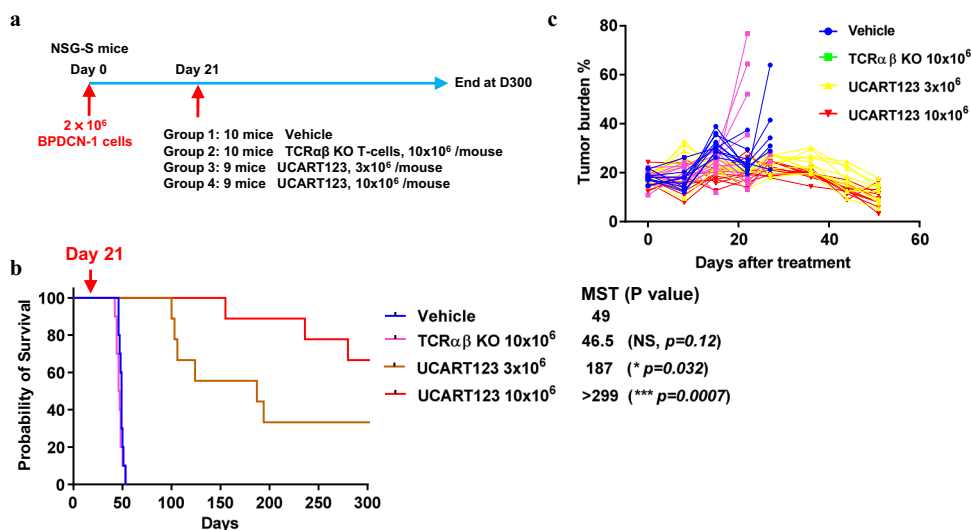 a
NSG-S mice
Day 0
Day 21
End at D300
2 × 10⁶
BPDCN-1 cells
Group 1: 10 mice Vehicle
Group 2: 10 mice TCRαβ KO T-cells, 10x10⁶ /mouse
Group 3: 9 mice UCART123, 3x10⁶ /mouse
Group 4: 9 mice UCART123, 10x10⁶ /mouse
c
Tumor burden %
80
60
40
20
0
0
20
40
60
Days after treatment
Vehicle
TCRαβ KO 10x10⁶
UCART123 3x10⁶
UCART123 10x10⁶
b
Day 21
Probability of Survival
100
80
60
40
20
0
0
50
100
150
200
250
300
Days
Vehicle
TCRαβ KO 10x10⁶
UCART123 3x10⁶
UCART123 10x10⁶
MST (P value)
49
46.5 (NS, p=0.12)
187 (* p=0.032)
>299 (*** p=0.0007)